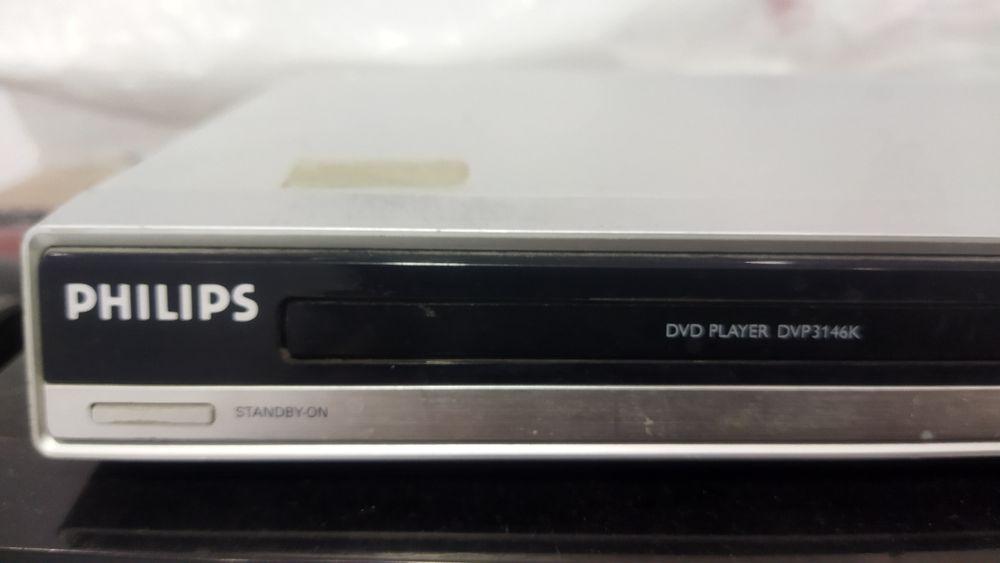 PHILIPS
DVD PLAYER DVP3146K
STANDBY-ON